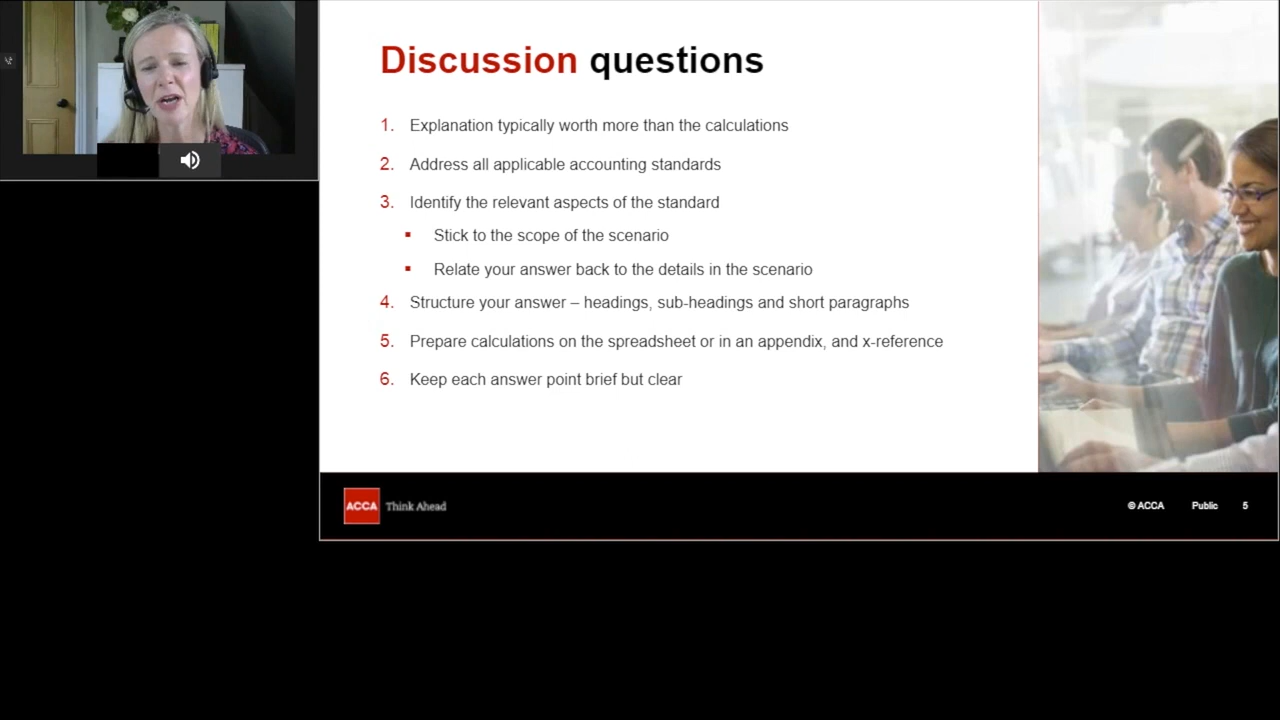 Discussion questions
1. Explanation typically worth more than the calculations
2. Address all applicable accounting standards
3. Identify the relevant aspects of the standard
▪ Stick to the scope of the scenario
▪ Relate your answer back to the details in the scenario
4. Structure your answer – headings, sub-headings and short paragraphs
5. Prepare calculations on the spreadsheet or in an appendix, and x-reference
6. Keep each answer point brief but clear
ACCA Think Ahead
© ACCA Public 5